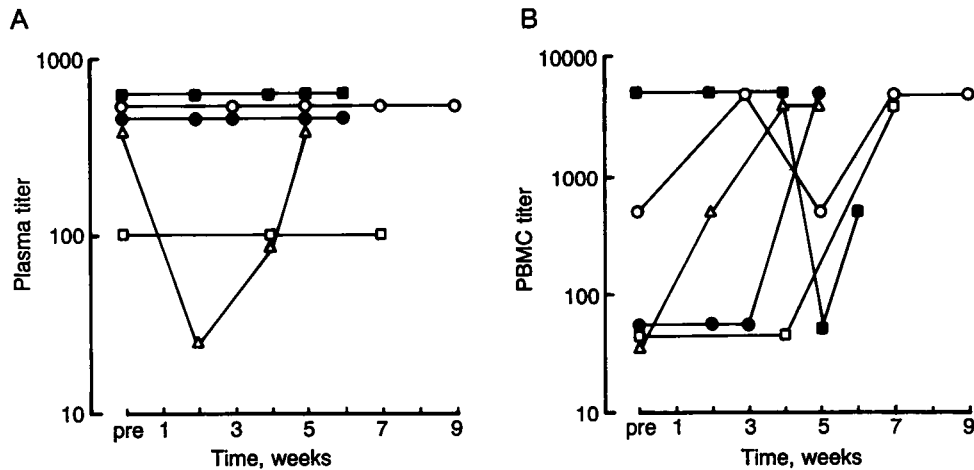 A
1000
100
10
Plasma titer
pre 1 3 5 7 9
Time, weeks
B
10000
1000
100
10
PBMC titer
pre 1 3 5 7 9
Time, weeks